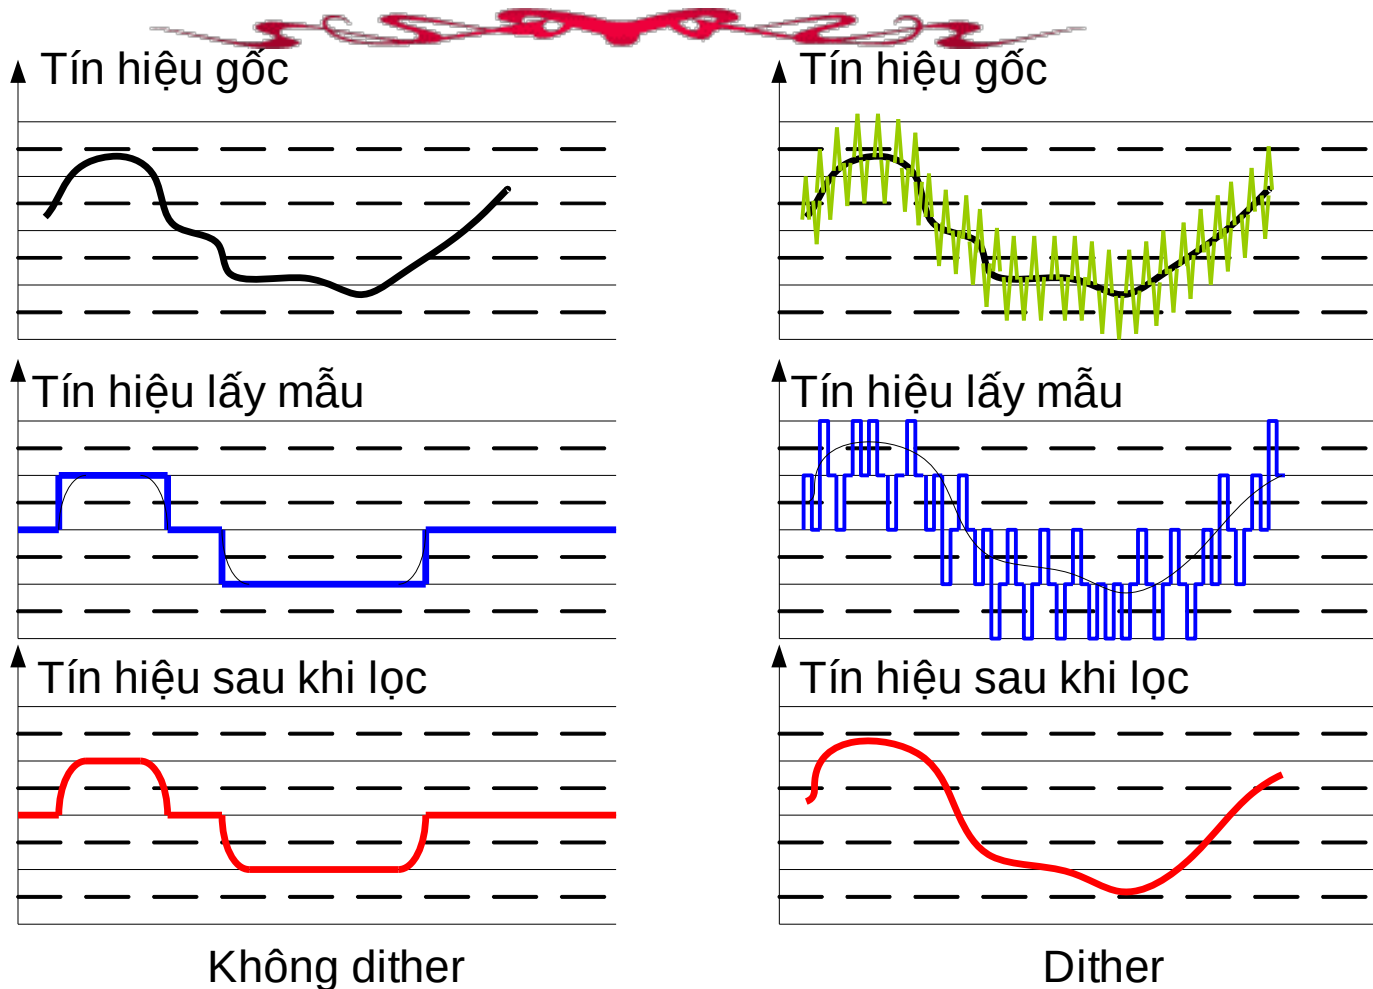 Tín hiệu gốc
Tín hiệu gốc
Tín hiệu lấy mẫu
Tín hiệu lấy mẫu
Tín hiệu sau khi lọc
Tín hiệu sau khi lọc
Không dither
Dither